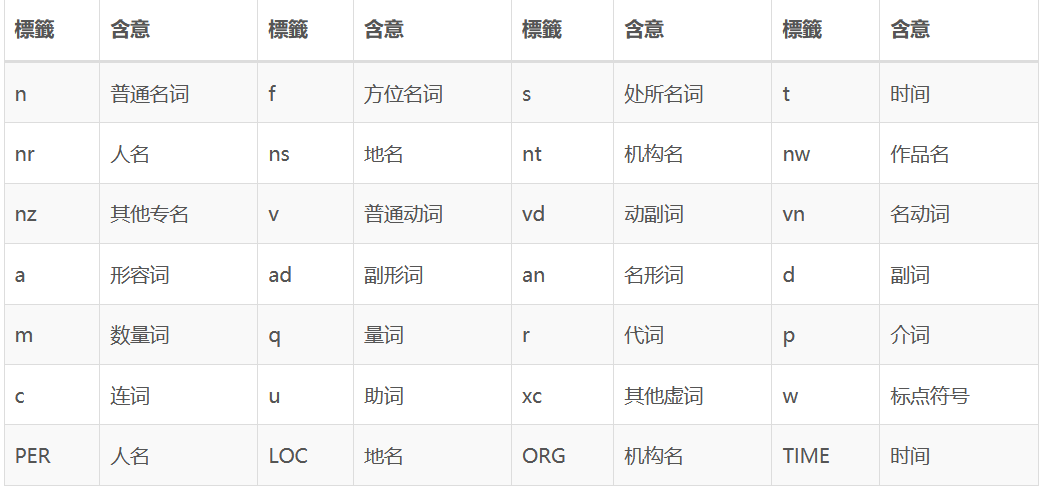 標籤 含意 標籤 含意 標籤 含意 標籤 含意
n 普通名词 f 方位名词 s 处所名词 t 时间
nr 人名 ns 地名 nt 机构名 nw 作品名
nz 其他专名 v 普通动词 vd 动副词 vn 名动词
a 形容词 ad 副形词 an 名形词 d 副词
m 数量词 q 量词 r 代词 p 介词
c 连词 u 助词 xc 其他虚词 w 标点符号
PER 人名 LOC 地名 ORG 机构名 TIME 时间